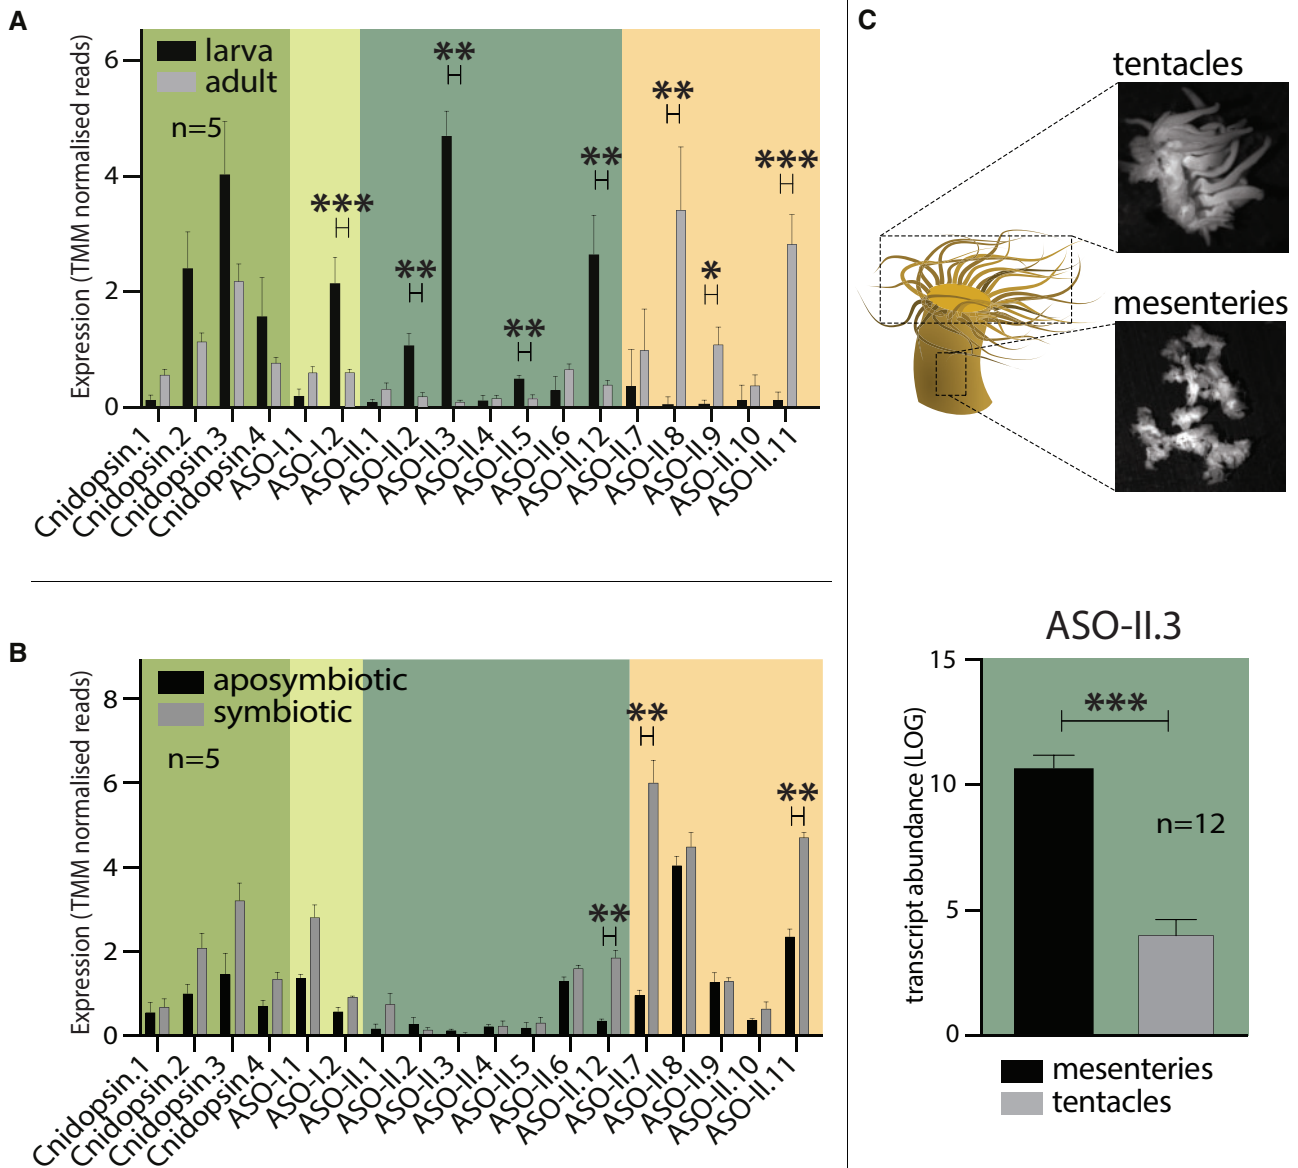 A
Expression (TMM normalised reads)
6
4
2
0
larva
adult
n=5
***
**
**
**
**
**
*
***
Cnidopsin.1
Cnidopsin.2
Cnidopsin.3
Cnidopsin.4
ASO-I.1
ASO-I.2
ASO-II.1
ASO-II.2
ASO-II.3
ASO-II.4
ASO-II.5
ASO-II.6
ASO-II.12
ASO-II.7
ASO-II.8
ASO-II.9
ASO-II.10
ASO-II.11
B
Expression (TMM normalised reads)
8
6
4
2
0
aposymbiotic
symbiotic
n=5
**
**
**
Cnidopsin.1
Cnidopsin.2
Cnidopsin.3
Cnidopsin.4
ASO-I.1
ASO-I.2
ASO-II.1
ASO-II.2
ASO-II.3
ASO-II.4
ASO-II.5
ASO-II.6
ASO-II.12
ASO-II.7
ASO-II.8
ASO-II.9
ASO-II.10
ASO-II.11
C
tentacles
mesenteries
ASO-II.3
transcript abundance (LOG)
15
10
5
0
***
n=12
mesenteries
tentacles